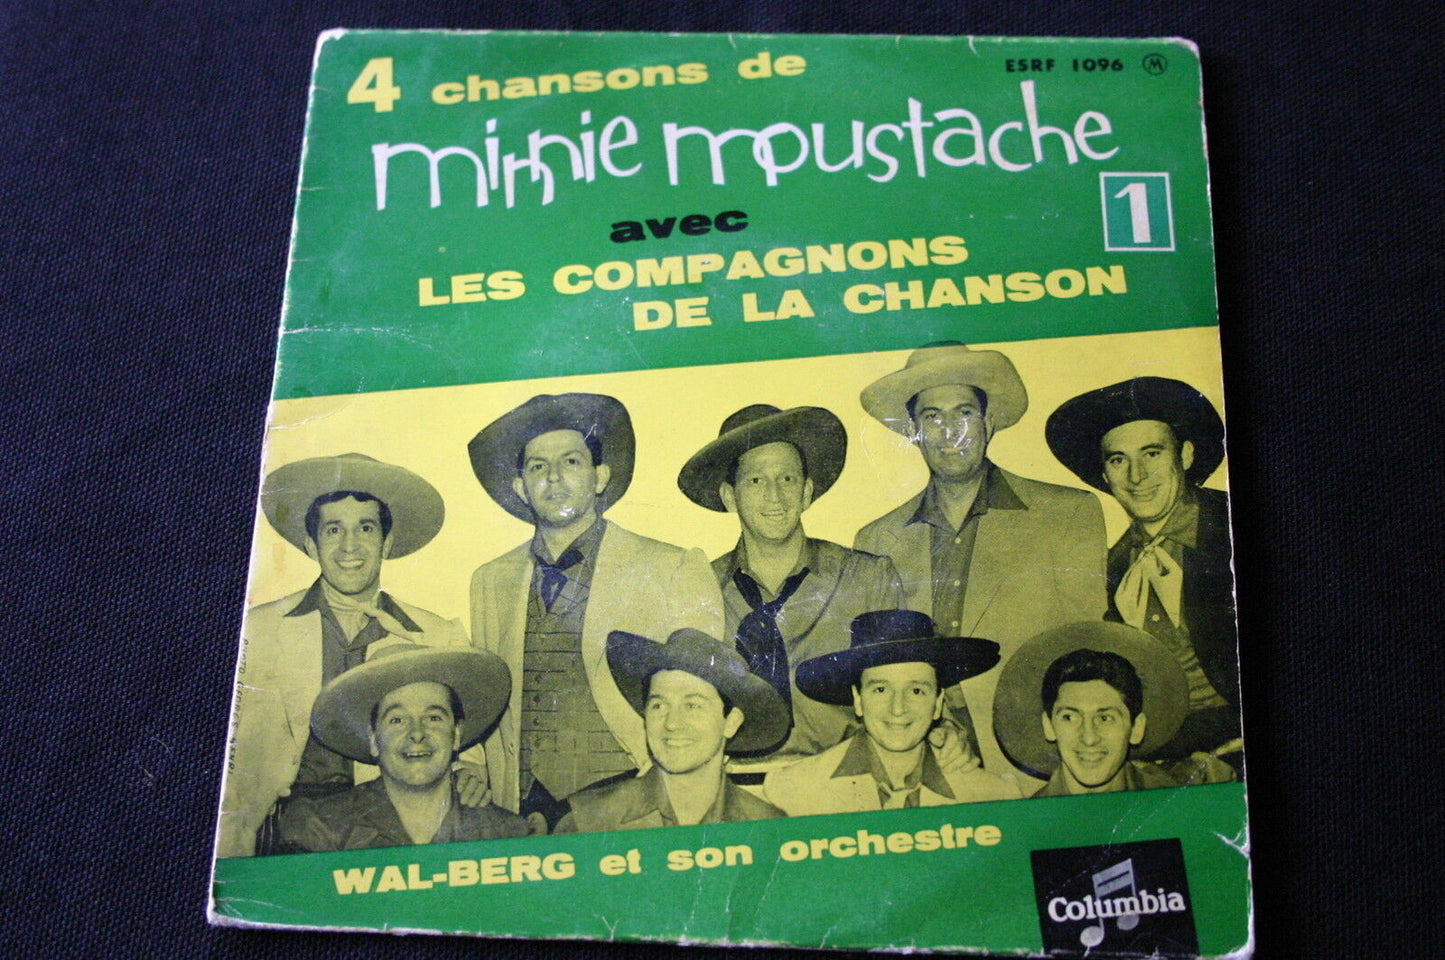 4 chansons de
ESRF 1096 M
minnie moustache
1
avec
LES COMPAGNONS
DE LA CHANSON
WAL-BERG et son orchestre
Columbia